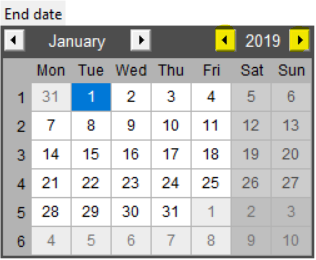 End date
January 2019
Mon Tue Wed Thu Fri Sat Sun
1 31 1 2 3 4 5 6
2 7 8 9 10 11 12 13
3 14 15 16 17 18 19 20
4 21 22 23 24 25 26 27
5 28 29 30 31 1 2 3
6 4 5 6 7 8 9 10